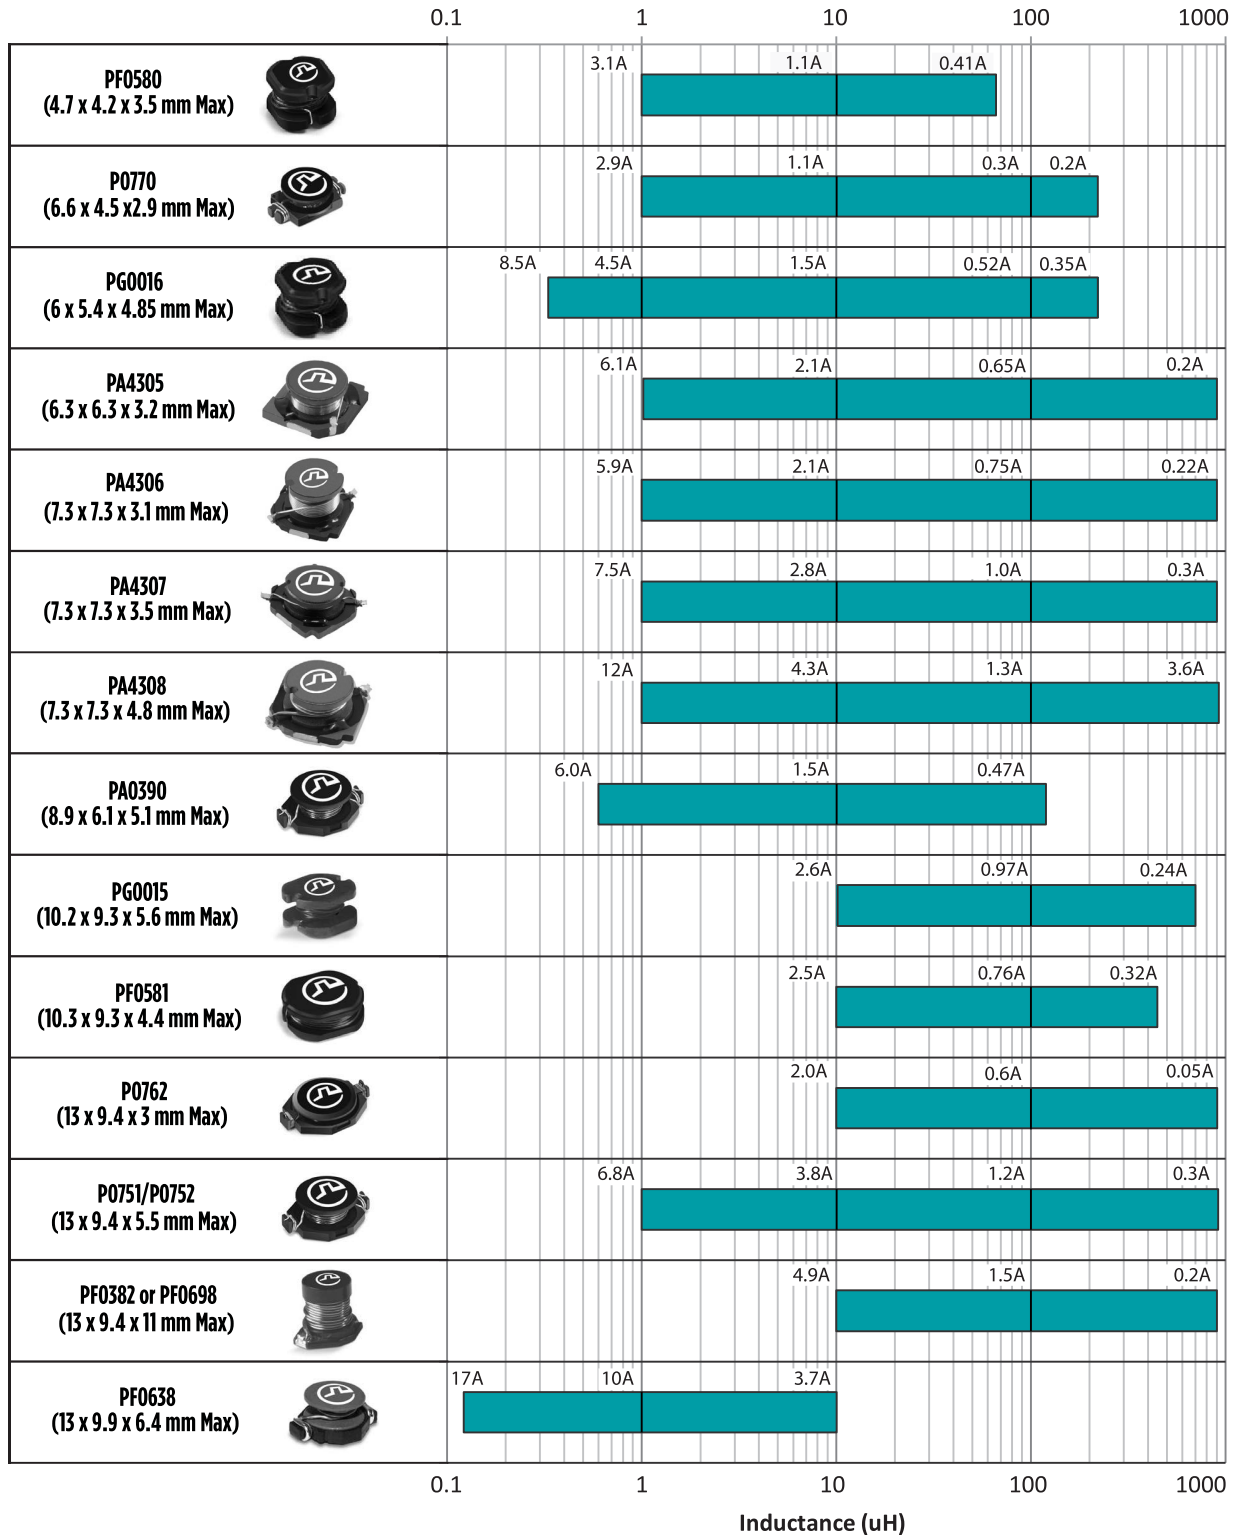 0.1 1 10 100 1000
3.1A 1.1A 0.41A
PF0580
(4.7 x 4.2 x 3.5 mm Max)
2.9A 1.1A 0.3A 0.2A
P0770
(6.6 x 4.5 x2.9 mm Max)
8.5A 4.5A 1.5A 0.52A 0.35A
PG0016
(6 x 5.4 x 4.85 mm Max)
6.1A 2.1A 0.65A 0.2A
PA4305
(6.3 x 6.3 x 3.2 mm Max)
5.9A 2.1A 0.75A 0.22A
PA4306
(7.3 x 7.3 x 3.1 mm Max)
7.5A 2.8A 1.0A 0.3A
PA4307
(7.3 x 7.3 x 3.5 mm Max)
12A 4.3A 1.3A 3.6A
PA4308
(7.3 x 7.3 x 4.8 mm Max)
6.0A 1.5A 0.47A
PA0390
(8.9 x 6.1 x 5.1 mm Max)
2.6A 0.97A 0.24A
PG0015
(10.2 x 9.3 x 5.6 mm Max)
2.5A 0.76A 0.32A
PF0581
(10.3 x 9.3 x 4.4 mm Max)
2.0A 0.6A 0.05A
P0762
(13 x 9.4 x 3 mm Max)
6.8A 3.8A 1.2A 0.3A
P0751/P0752
(13 x 9.4 x 5.5 mm Max)
4.9A 1.5A 0.2A
PF0382 or PF0698
(13 x 9.4 x 11 mm Max)
17A 10A 3.7A
PF0638
(13 x 9.9 x 6.4 mm Max)
0.1 1 10 100 1000
Inductance (uH)